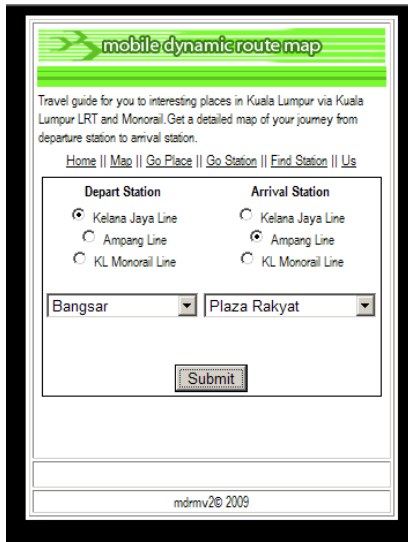 mobile dynamic route map
Travel guide for you to interesting places in Kuala Lumpur via Kuala
Lumpur LRT and Monorail.Get a detailed map of your journey from
departure station to arrival station.
Home || Map || Go Place || Go Station || Find Station || Us
Depart Station Arrival Station
Kelana Jaya Line Kelana Jaya Line
Ampang Line Ampang Line
KL Monorail Line KL Monorail Line
Bangsar Plaza Rakyat
Submit
mdrmv2© 2009